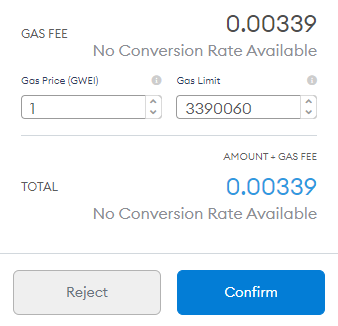 GAS FEE 0.00339
No Conversion Rate Available
Gas Price (GWEI) Gas Limit
1 3390060
AMOUNT + GAS FEE
TOTAL 0.00339
No Conversion Rate Available
Reject Confirm